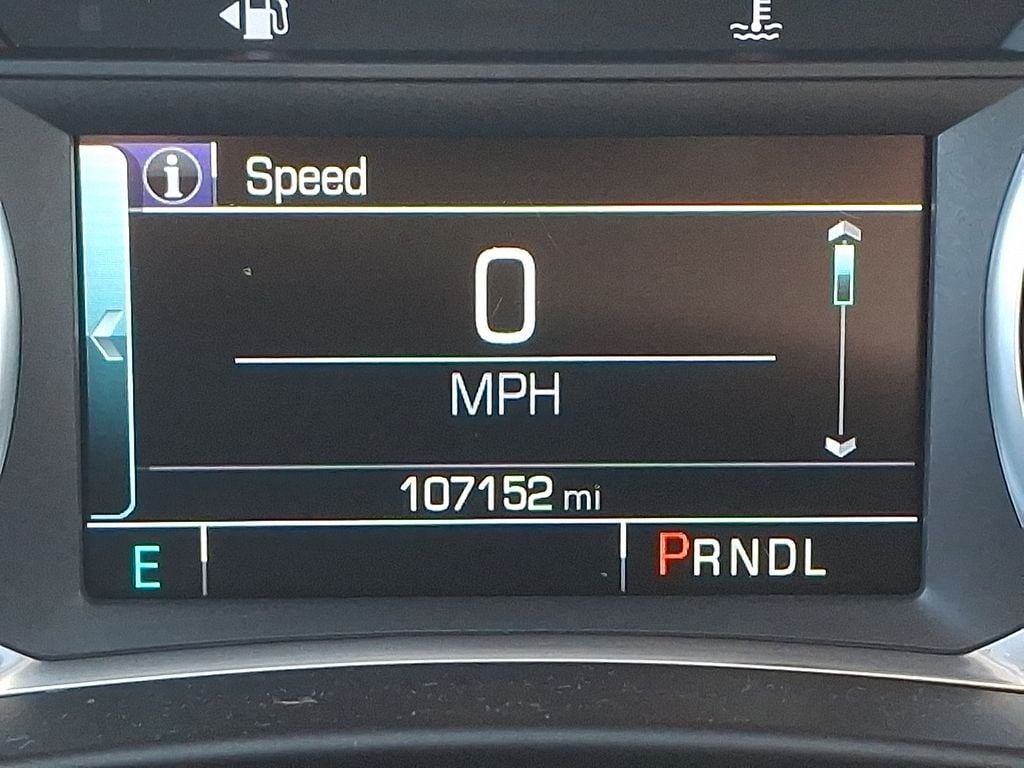 i Speed
0
MPH
107152 mi
E PRNDL